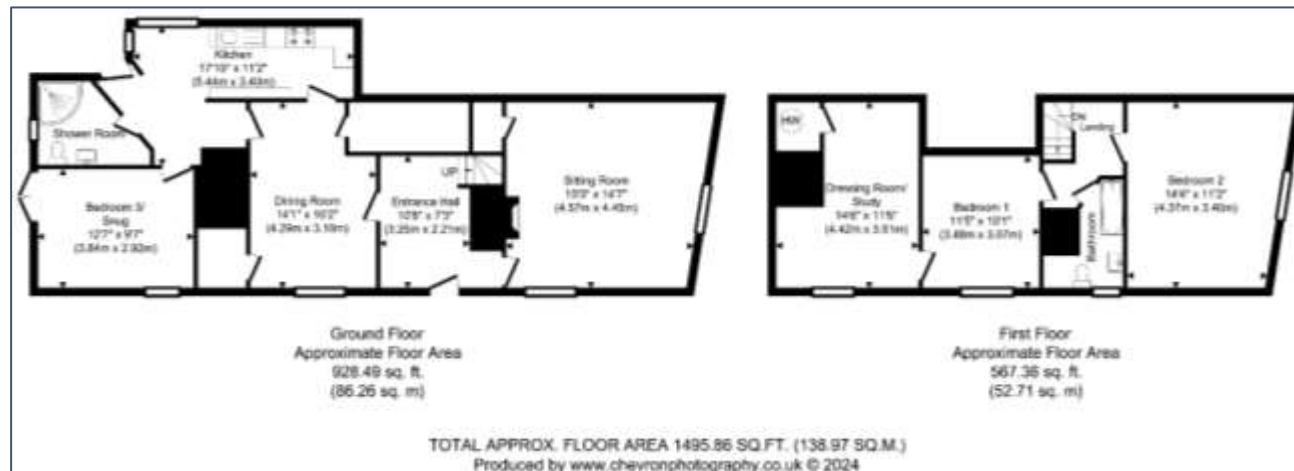 Kitchen
17'10" x 11'2"
(5.44m x 3.40m)
Shower Room
Bedroom 3/
Snug
12'7" x 9'7"
(3.84m x 2.92m)
Dining Room
14'1" x 10'2"
(4.29m x 3.10m)
UP
Entrance Hall
10'8" x 7'3"
(3.25m x 2.21m)
Sitting Room
15'0" x 14'7"
(4.57m x 4.45m)
Ground Floor
Approximate Floor Area
928.49 sq. ft.
(86.26 sq. m)
HW
Dressing Room/
Study
14'6" x 11'6"
(4.42m x 3.51m)
Bedroom 1
11'5" x 10'1"
(3.48m x 3.07m)
DN
Landing
Bathroom
Bedroom 2
14'4" x 11'2"
(4.37m x 3.40m)
First Floor
Approximate Floor Area
567.36 sq. ft.
(52.71 sq. m)
TOTAL APPROX. FLOOR AREA 1495.86 SQ.FT. (138.97 SQ.M.)
Produced by www.chevronphotography.co.uk © 2024